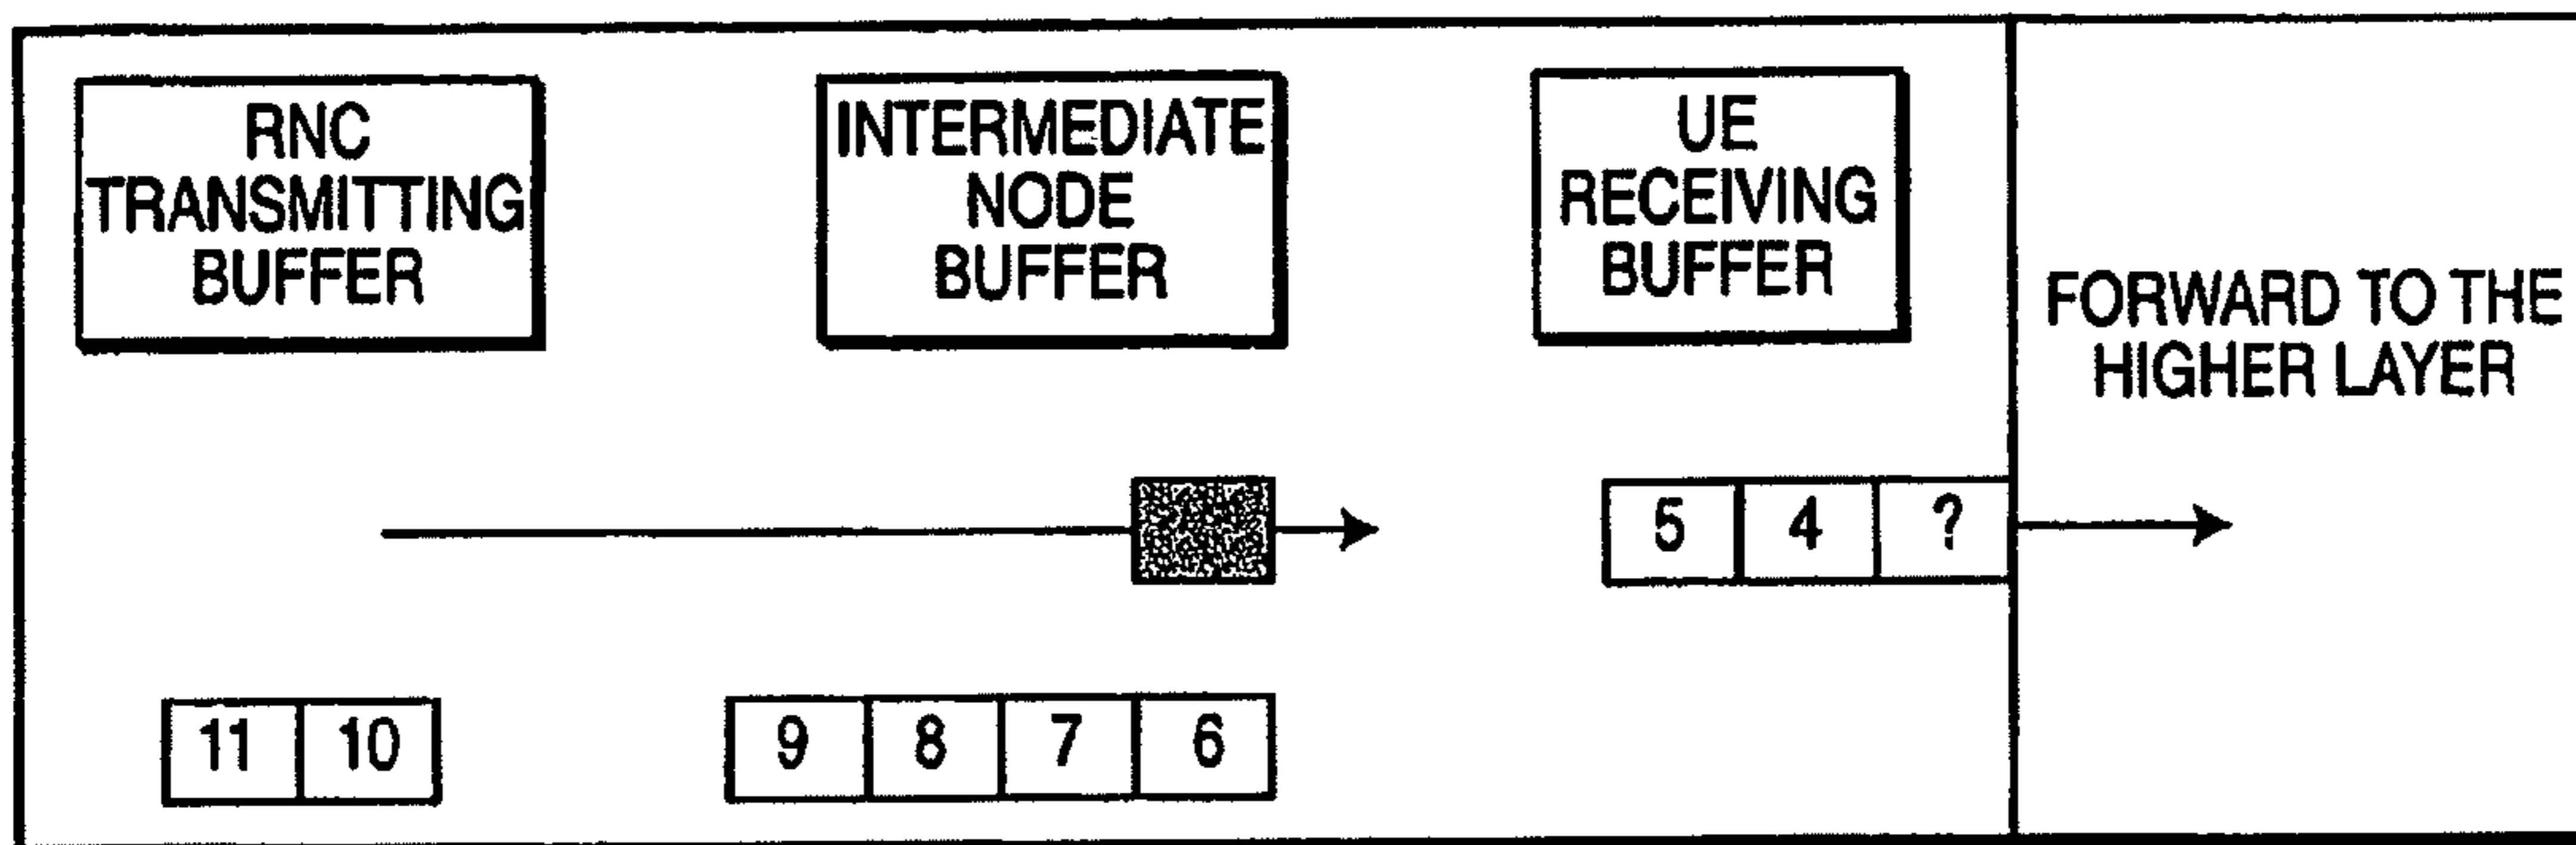 RNC
TRANSMITTING
BUFFER
INTERMEDIATE
NODE
BUFFER
UE
RECEIVING
BUFFER
FORWARD TO THE
HIGHER LAYER
5 4 ?
11 10
9 8 7 6